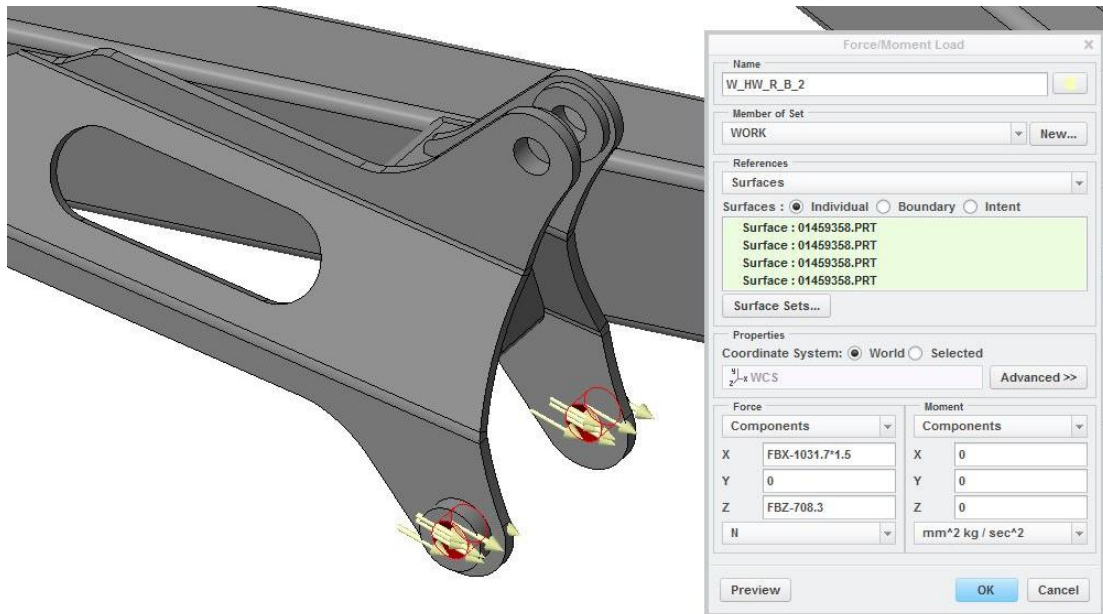 Force/Moment Load
Name
W_HW_R_B_2
Member of Set
WORK
New...
References
Surfaces
Surfaces : Individual Boundary Intent
Surface : 01459358.PRT
Surface : 01459358.PRT
Surface : 01459358.PRT
Surface : 01459358.PRT
Surface Sets...
Properties
Coordinate System: World Selected
y z x WCS
Advanced >>
Force Moment
Components Components
X FBX-1031.7*1.5 X 0
Y 0 Y 0
Z FBZ-708.3 Z 0
N mm^2 kg / sec^2
Preview OK Cancel